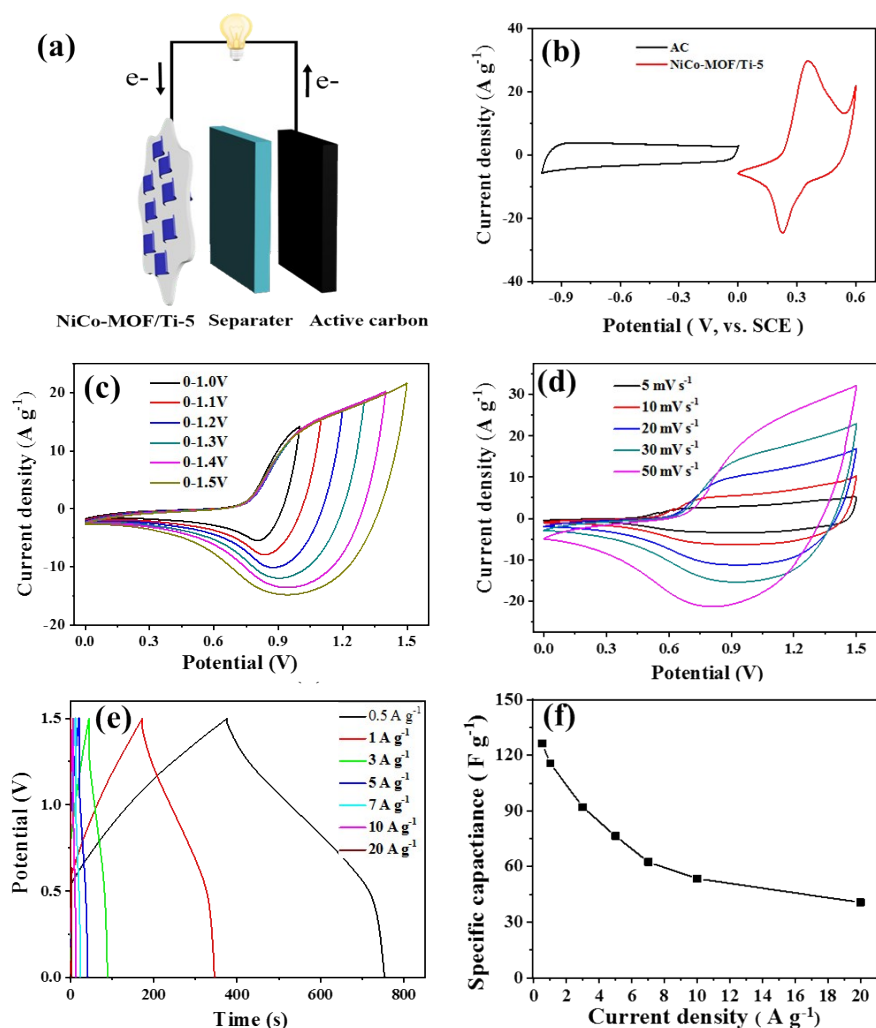 (a)
e-
e-
NiCo-MOF/Ti-5 Separater Active carbon
(b)
AC
NiCo-MOF/Ti-5
Current density (A g-1)
40
20
0
-20
-40
-0.9 -0.6 -0.3 0.0 0.3 0.6
Potential ( V, vs. SCE )
(c)
0-1.0V
0-1.1V
0-1.2V
0-1.3V
0-1.4V
0-1.5V
Current density (A g-1)
20
10
0
-10
-20
0.0 0.3 0.6 0.9 1.2 1.5
Potential (V)
(d)
5 mV s-1
10 mV s-1
20 mV s-1
30 mV s-1
50 mV s-1
Current density (A g-1)
30
20
10
0
-10
-20
0.0 0.3 0.6 0.9 1.2 1.5
Potential (V)
(e)
0.5 A g-1
1 A g-1
3 A g-1
5 A g-1
7 A g-1
10 A g-1
20 A g-1
Potential (V)
1.5
1.0
0.5
0.0
0 200 400 600 800
Time (s)
(f)
Specific capactiance ( F g-1)
150
120
90
60
30
0
0 2 4 6 8 10 12 14 16 18 20
Current density ( A g-1)